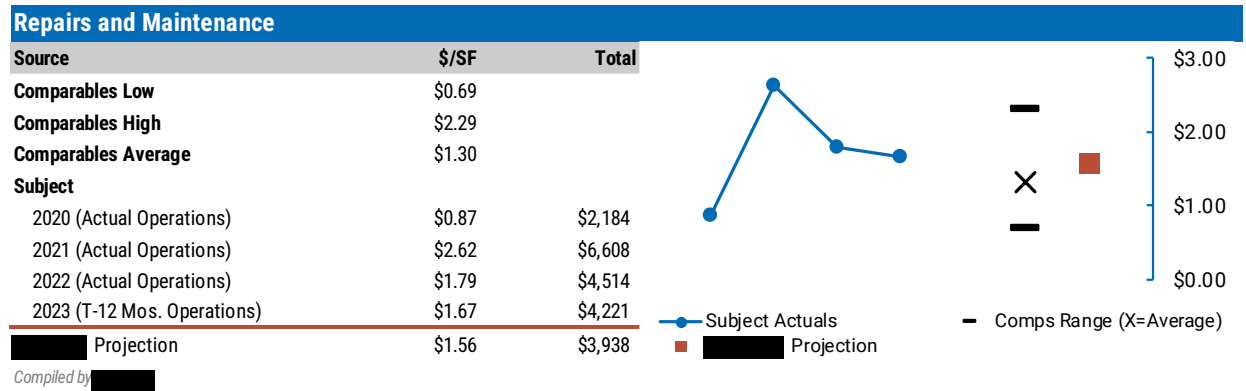 Repairs and Maintenance
Source $/SF Total
Comparables Low $0.69
Comparables High $2.29
Comparables Average $1.30
Subject
2020 (Actual Operations) $0.87 $2,184
2021 (Actual Operations) $2.62 $6,608
2022 (Actual Operations) $1.79 $4,514
2023 (T-12 Mos. Operations) $1.67 $4,221
Projection $1.56 $3,938
Compiled by
$3.00
$2.00
$1.00
$0.00
Subject Actuals
Comps Range (X=Average)
Projection